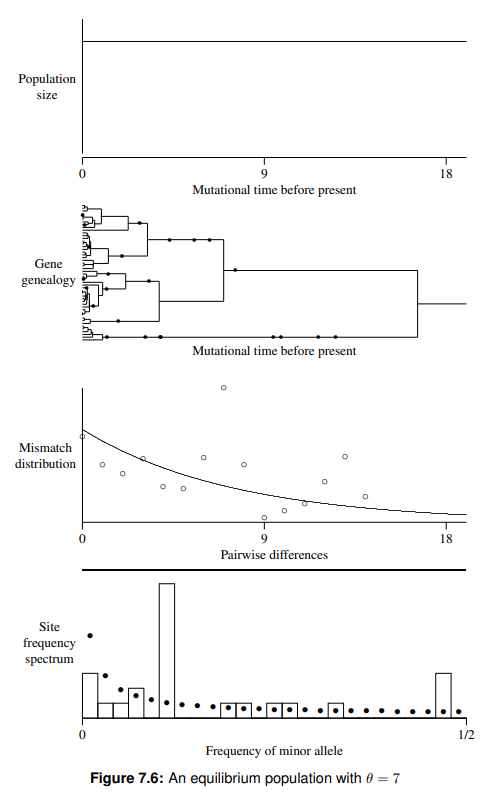 Population
size
0 9 18
Mutational time before present
Gene
genealogy
Mutational time before present
Mismatch
distribution
0 9 18
Pairwise differences
Site
frequency
spectrum
0 1/2
Frequency of minor allele
Figure 7.6: An equilibrium population with θ = 7